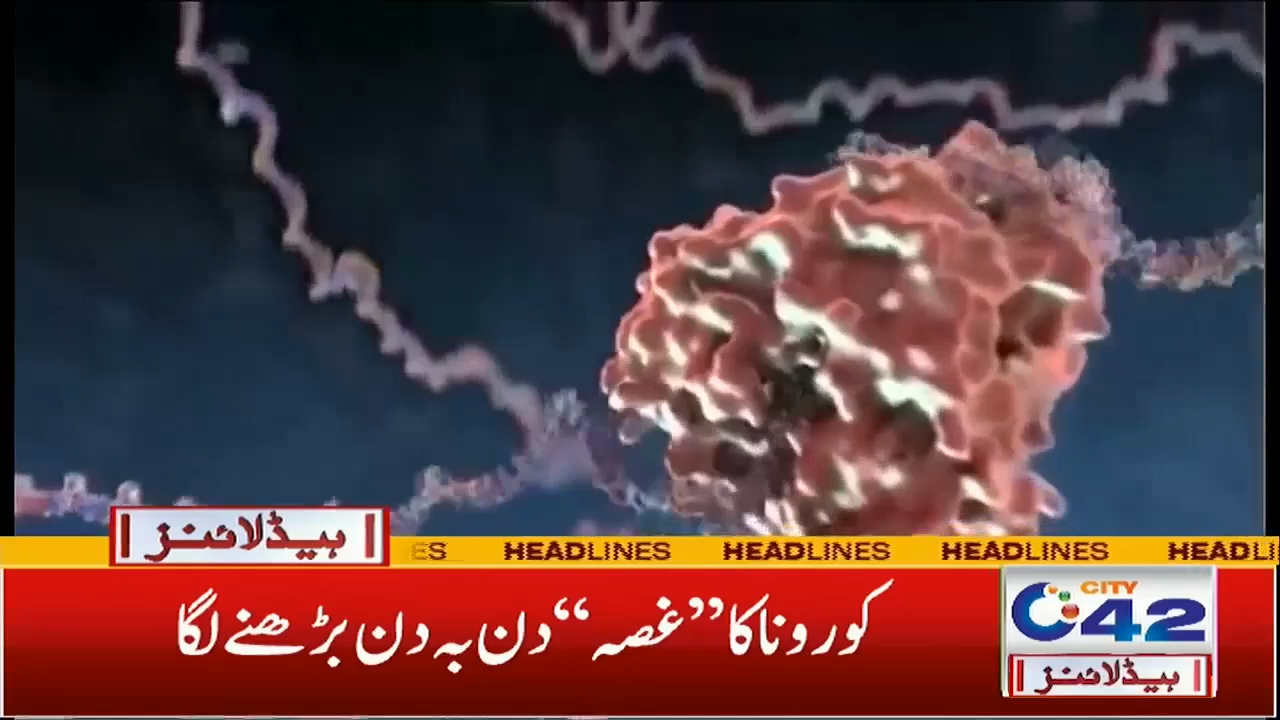 ہیڈلائنز
ES HEADLINES HEADLINES HEADLINES HEADLI
کورونا کا ”غصہ“ دن بہ دن بڑھنے لگا
CITY
42
ہیڈلائنز